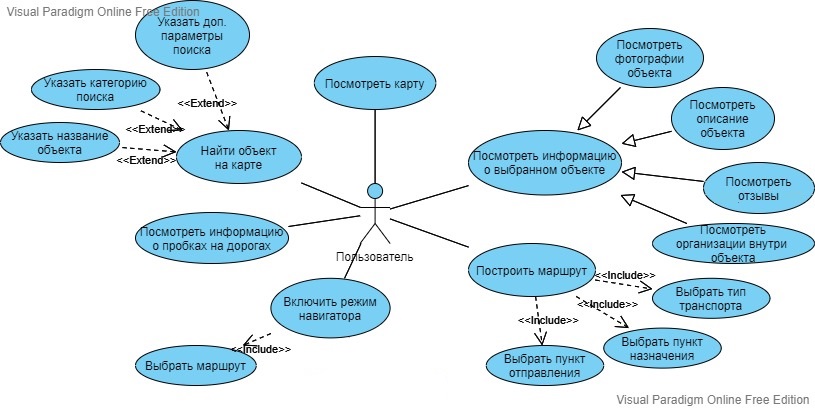 Visual Paradigm Online Free Edition
Указать доп.
параметры
поиска
Указать категорию
поиска
Указать название
объекта
<<Extend>>
<<Extend>>
<<Extend>>
Найти объект
на карте
Посмотреть карту
Посмотреть
фотографии
объекта
Посмотреть
описание
объекта
Посмотреть информацию
о выбранном объекте
Посмотреть
отзывы
Посмотреть
организации внутри
объекта
Посмотреть информацию
о пробках на дорогах
Пользователь
Построить маршрут
<<Include>>
<<Include>>
<<Include>>
Выбрать тип
транспорта
Включить режим
навигатора
<<Include>>
Выбрать маршрут
Выбрать пункт
отправления
Выбрать пункт
назначения
Visual Paradigm Online Free Edition